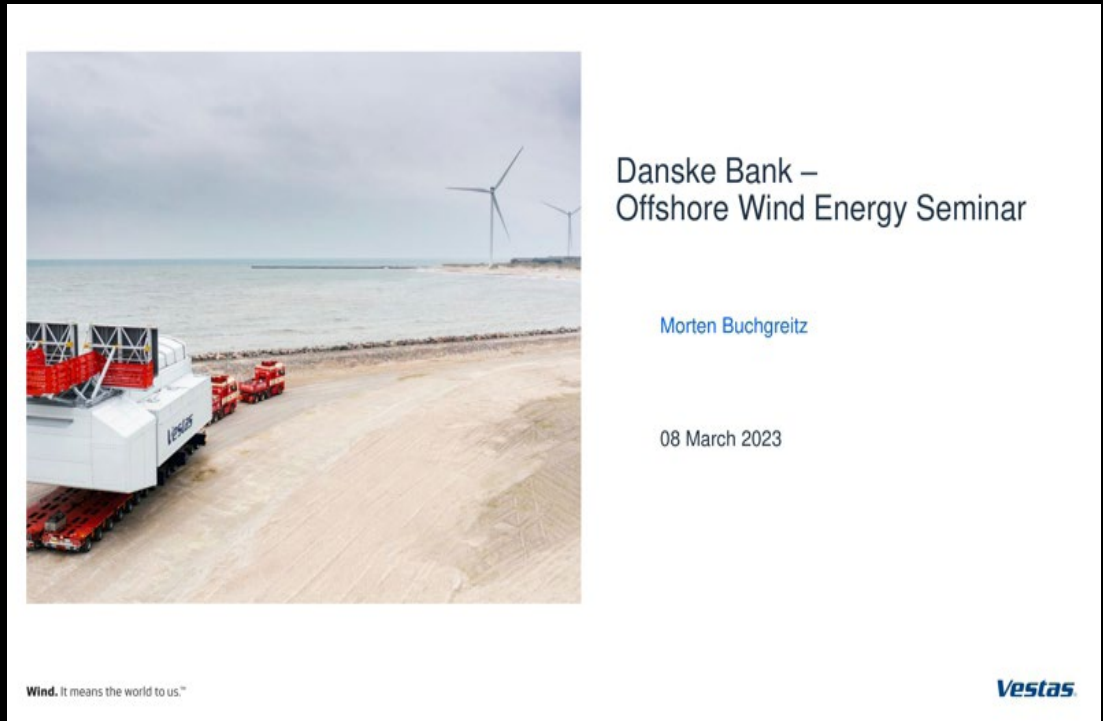 Danske Bank –
Offshore Wind Energy Seminar
Morten Buchgreitz
08 March 2023
Vestas
Wind. It means the world to us.™
Vestas